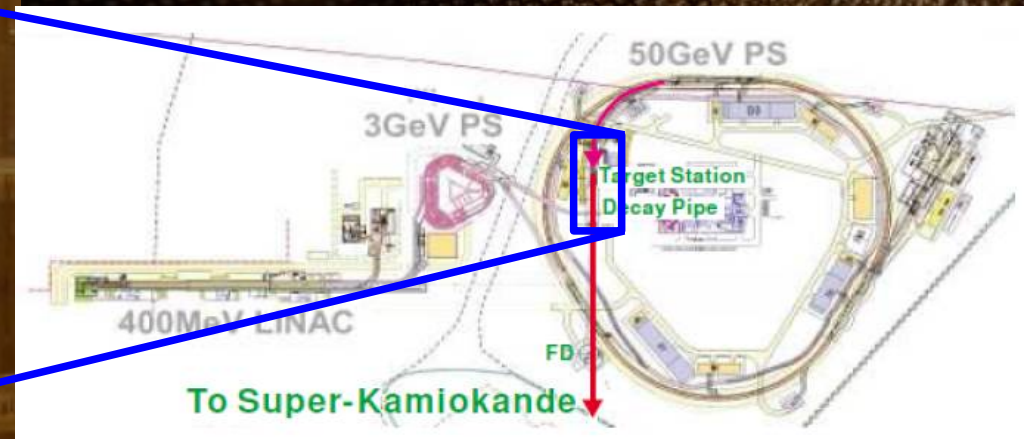 50GeV PS
3GeV PS
Target Station
Decay Pipe
400MeV LINAC
FD
To Super-Kamiokande